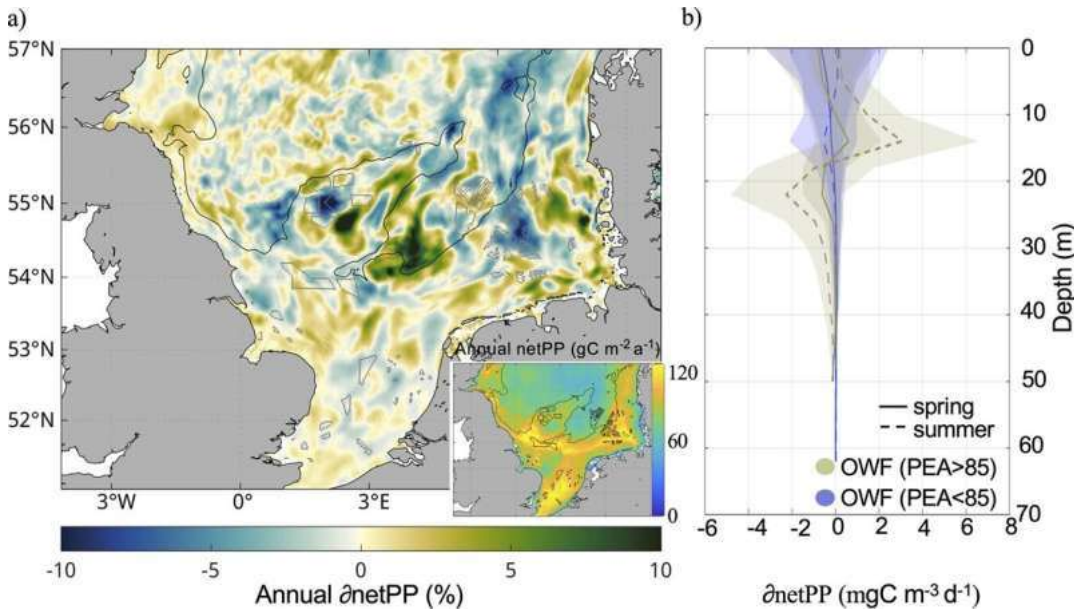 a)
57°N
56°N
55°N
54°N
53°N
52°N
3°W
0°
3°E
Annual netPP (gC m⁻² a⁻¹)
120
60
0
-10
-5
0
5
10
Annual ∂netPP (%)
b)
0
10
20
30
40
50
60
70
Depth (m)
spring
summer
OWF (PEA>85)
OWF (PEA<85)
-6
-4
-2
0
2
4
6
8
∂netPP (mgC m⁻³ d⁻¹)